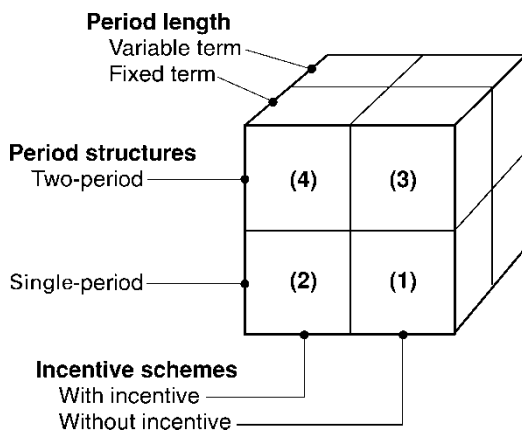 Period length
Variable term
Fixed term
Period structures
Two-period
(4) (3)
Single-period
(2) (1)
Incentive schemes
With incentive
Without incentive